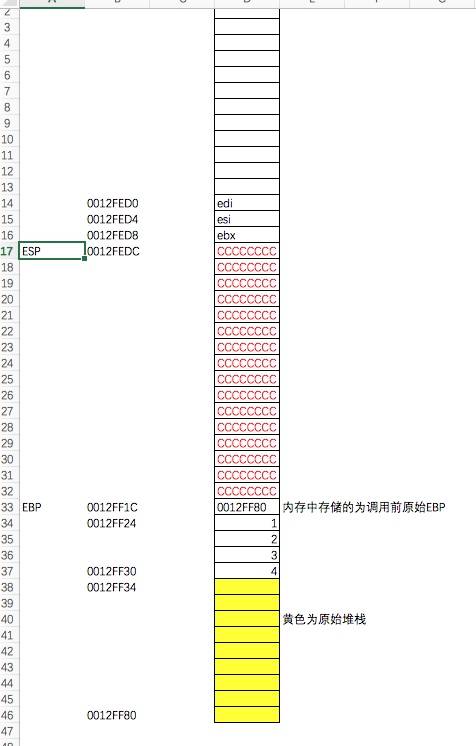 A B C D E F G
2
3
4
5
6
7
8
9
10
11
12
13
14 0012FED0 edi
15 0012FED4 esi
16 0012FED8 ebx
17 ESP 0012FEDC CCCCCCCC
18 CCCCCCCC
19 CCCCCCCC
20 CCCCCCCC
21 CCCCCCCC
22 CCCCCCCC
23 CCCCCCCC
24 CCCCCCCC
25 CCCCCCCC
26 CCCCCCCC
27 CCCCCCCC
28 CCCCCCCC
29 CCCCCCCC
30 CCCCCCCC
31 CCCCCCCC
32 CCCCCCCC
33 EBP 0012FF1C 0012FF80 内存中存储的为调用前原始EBP
34 0012FF24 1
35 2
36 3
37 0012FF30 4
38 0012FF34
39
40 黄色为原始堆栈
41
42
43
44
45
46 0012FF80
47
48